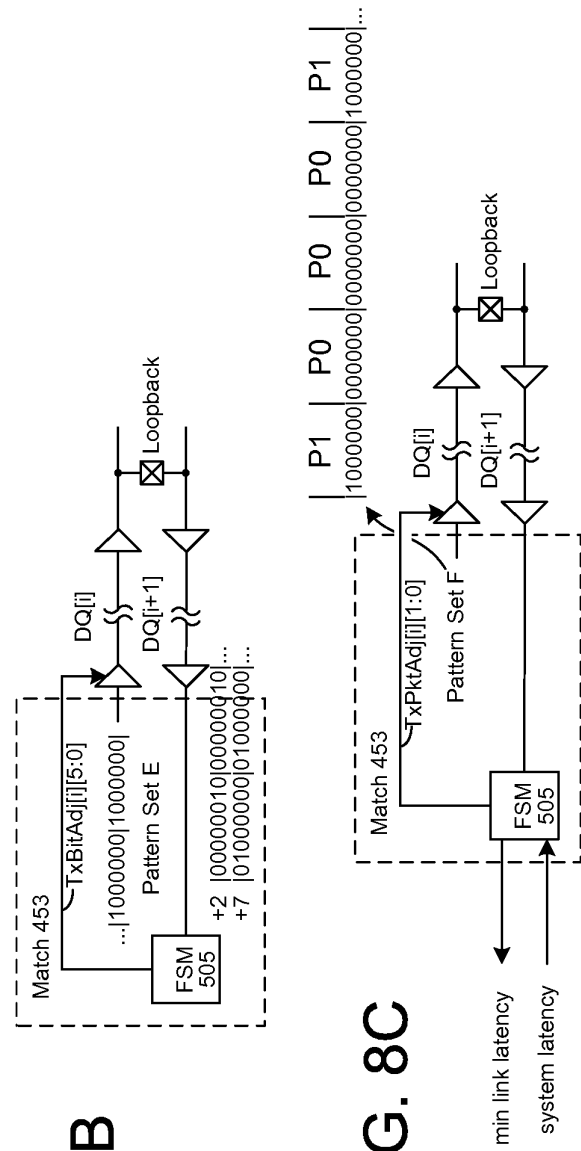 B
Match 453
TxBitAdj[i][5:0]
...|1000000|1000000|
Pattern Set E
FSM
505
+2 |00000010|00000010|...
+7 |01000000|01000000|...
DQ[i]
DQ[i+1]
Loopback
G. 8C
| P1 | P0 | P0 | P0 | P1 |
|1000000|0000000|0000000|0000000|1000000|...
Match 453
TxPktAdj[i][1:0]
Pattern Set F
FSM
505
DQ[i]
DQ[i+1]
Loopback
min link latency
system latency